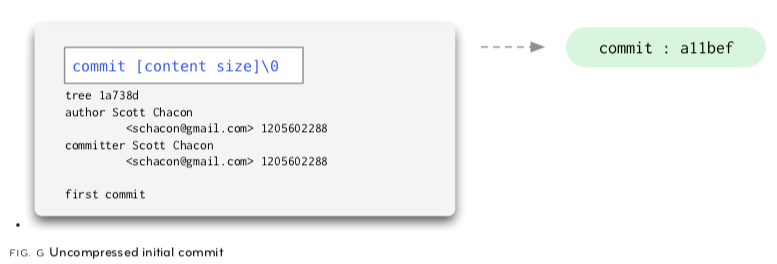 commit [content size]\0
tree 1a738d
author Scott Chacon
<schacon@gmail.com> 1205602288
committer Scott Chacon
<schacon@gmail.com> 1205602288
first commit
commit : a11bef
FIG. G Uncompressed initial commit